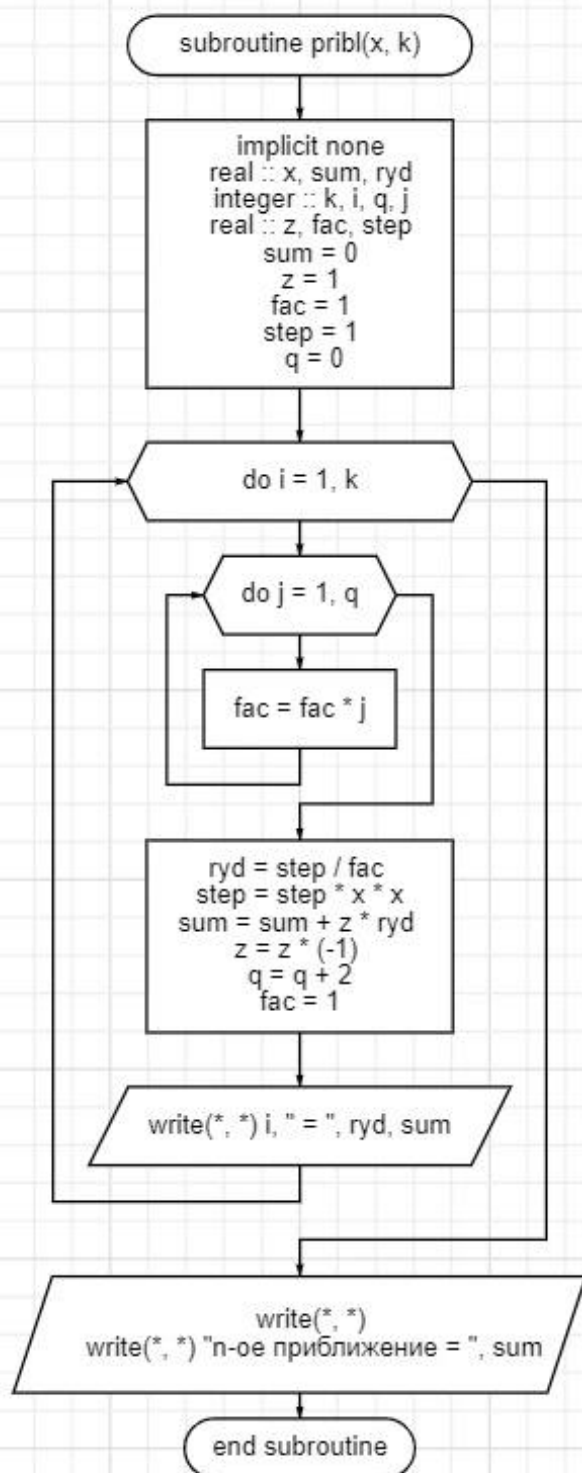 subroutine pribl(x, k)
implicit none
real :: x, sum, ryd
integer :: k, i, q, j
real :: z, fac, step
sum = 0
z = 1
fac = 1
step = 1
q = 0
do i = 1, k
do j = 1, q
fac = fac * j
ryd = step / fac
step = step * x * x
sum = sum + z * ryd
z = z * (-1)
q = q + 2
fac = 1
write(*, *) i, " = ", ryd, sum
write(*, *)
write(*, *) "n-ое приближение = ", sum
end subroutine